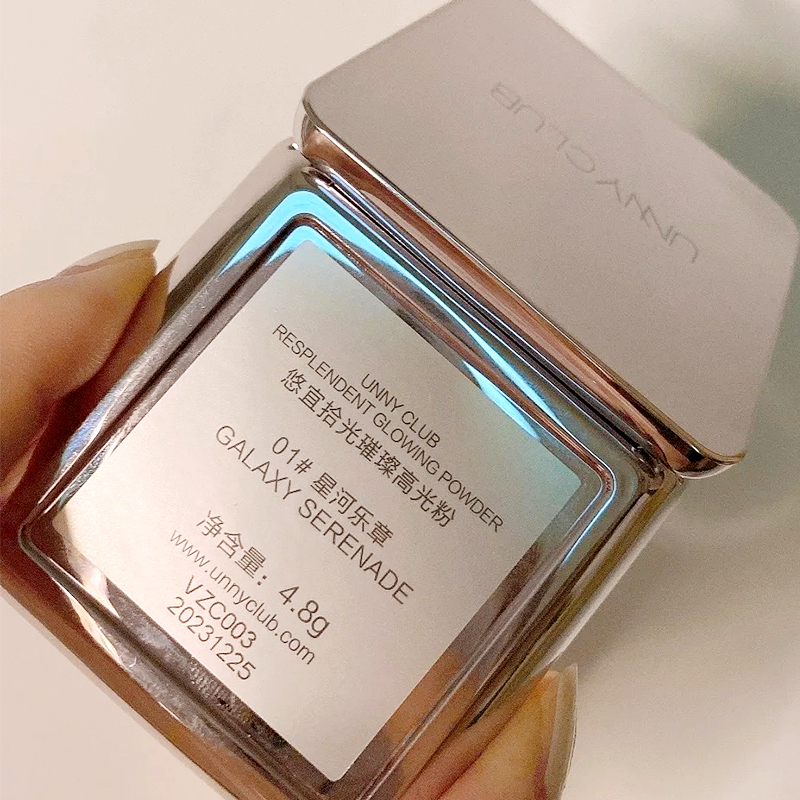 UNNY CLUB
UNNY CLUB
RESPLENDENT GLOWING POWDER
悠宜拾光璀璨高光粉
01# 星河乐章
GALAXY SERENADE
净含量：4.8g
www.unnyclub.com
VZC003
20231225